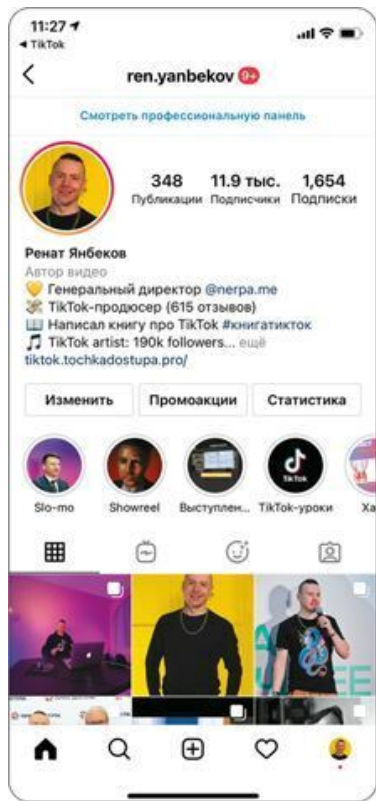 11:27
◀ TikTok
ren.yanbekov 9+
Смотреть профессиональную панель
348 11.9 тыс. 1,654
Публикации Подписчики Подписки
Ренат Янбеков
Автор видео
💛 Генеральный директор @nerpa.me
💸 TikTok-продюсер (615 отзывов)
📖 Написал книгу про TikTok #книгатикток
🎵 TikTok artist: 190k followers... ещё
tiktok.tochkadostupa.pro/
Изменить Промоакции Статистика
TikTok
Slo-mo Showreel Выступлен... TikTok-уроки Ха